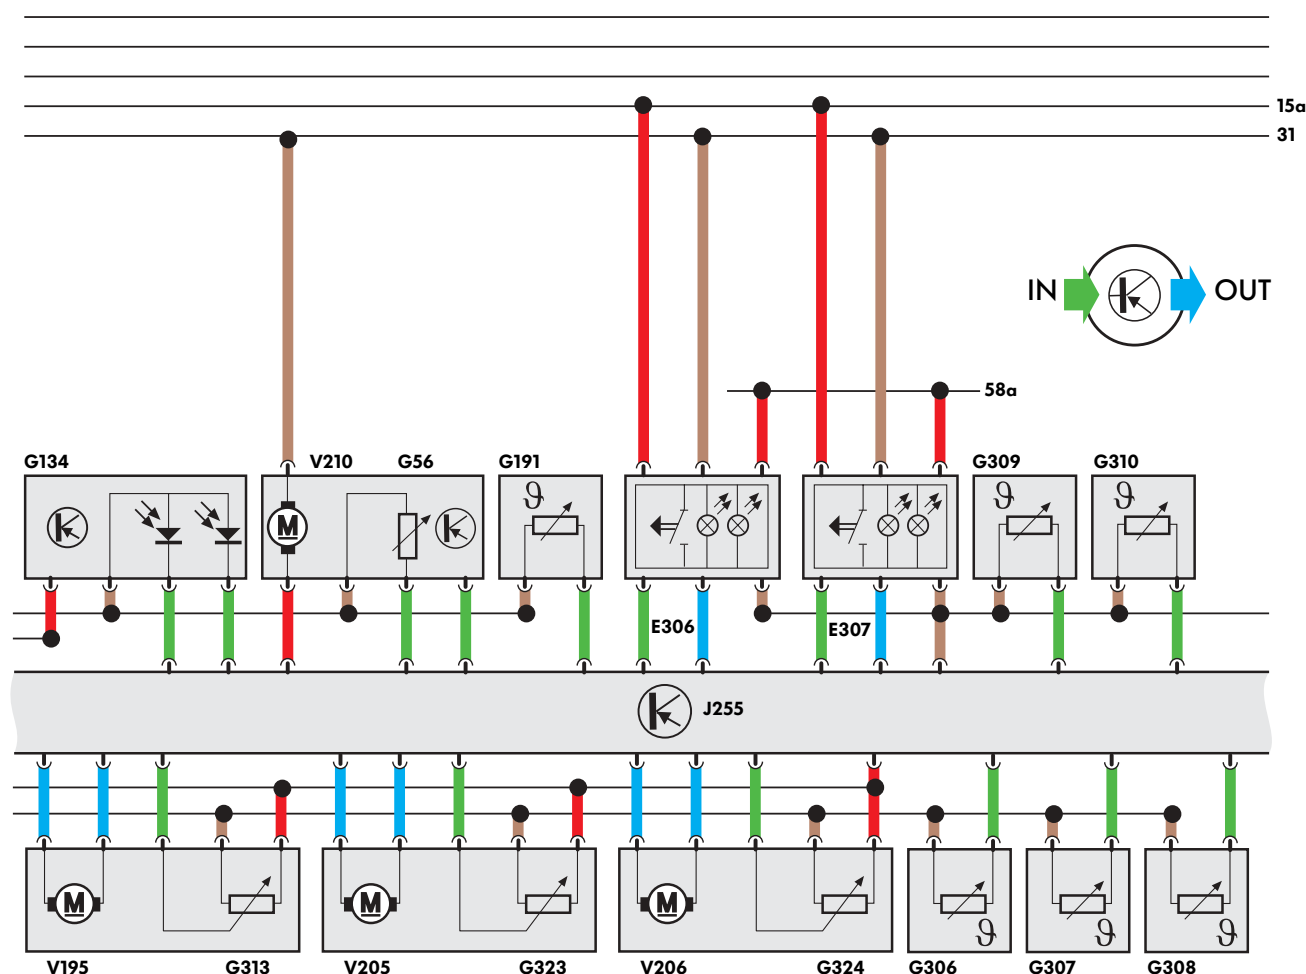 15a
31
IN OUT
58a
G134 V210 G56 G191 G309 G310
ϑ ϑ ϑ
M
E306 E307
J255
M M M
ϑ ϑ ϑ
V195 G313 V205 G323 V206 G324 G306 G307 G308